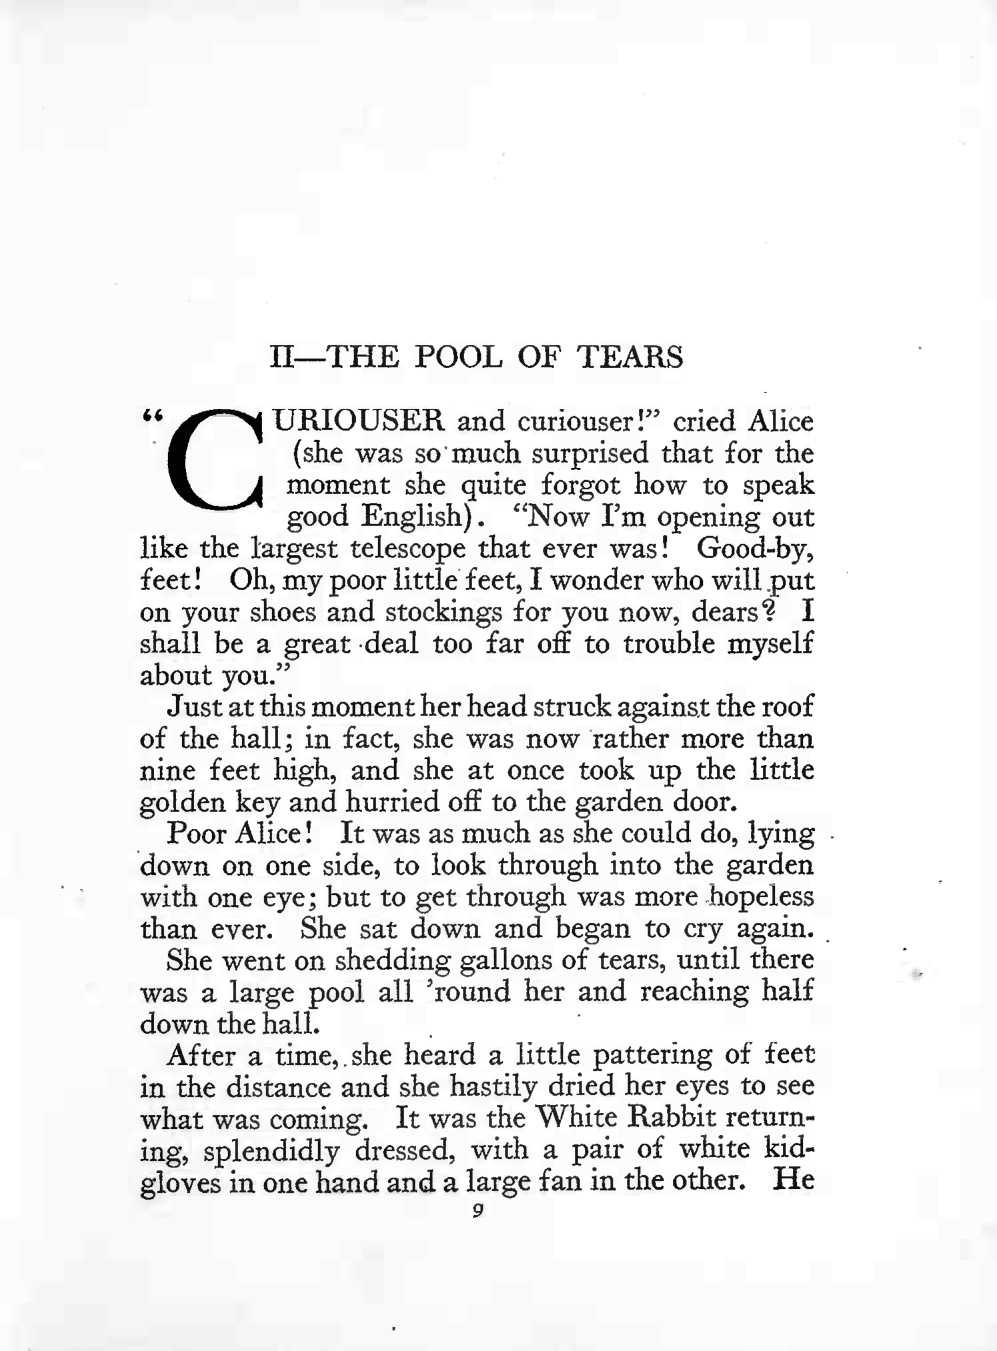 II—THE POOL OF TEARS
“CURIOUSER and curiouser!” cried Alice
(she was so much surprised that for the
moment she quite forgot how to speak
good English). “Now I’m opening out
like the largest telescope that ever was! Good-by,
feet! Oh, my poor little feet, I wonder who will put
on your shoes and stockings for you now, dears? I
shall be a great deal too far off to trouble myself
about you.”
Just at this moment her head struck against the roof
of the hall; in fact, she was now rather more than
nine feet high, and she at once took up the little
golden key and hurried off to the garden door.
Poor Alice! It was as much as she could do, lying
down on one side, to look through into the garden
with one eye; but to get through was more hopeless
than ever. She sat down and began to cry again.
She went on shedding gallons of tears, until there
was a large pool all ’round her and reaching half
down the hall.
After a time, she heard a little pattering of feet
in the distance and she hastily dried her eyes to see
what was coming. It was the White Rabbit return-
ing, splendidly dressed, with a pair of white kid-
gloves in one hand and a large fan in the other. He
9